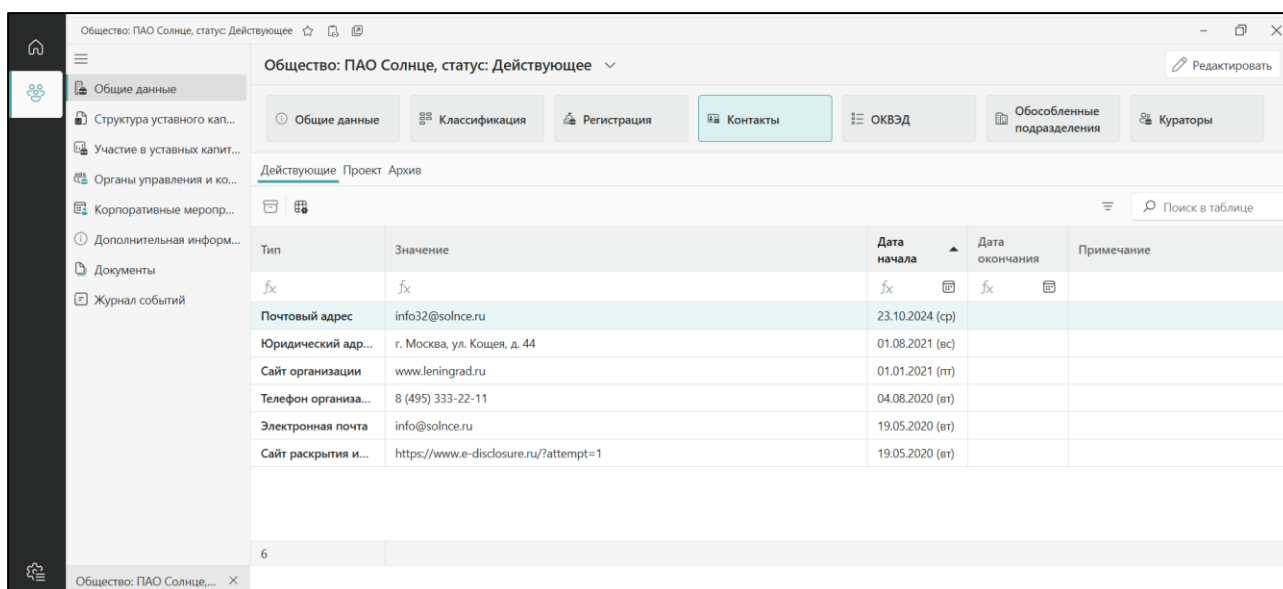 Общество: ПАО Солнце, статус: Действующее
Общество: ПАО Солнце, статус: Действующее
Редактировать
Общие данные
Структура уставного кап...
Участие в уставных капит...
Органы управления и ко...
Корпоративные меропр...
Дополнительная информ...
Документы
Журнал событий
Общие данные
Классификация
Регистрация
Контакты
ОКВЭД
Обособленные
подразделения
Кураторы
Действующие Проект Архив
Поиск в таблице
Тип Значение Дата начала Дата окончания Примечание
fx fx fx fx
Почтовый адрес info32@solnce.ru 23.10.2024 (ср)
Юридический адр... г. Москва, ул. Кощея, д. 44 01.08.2021 (вс)
Сайт организации www.leningrad.ru 01.01.2021 (пт)
Телефон организа... 8 (495) 333-22-11 04.08.2020 (вт)
Электронная почта info@solnce.ru 19.05.2020 (вт)
Сайт раскрытия и... https://www.e-disclosure.ru/?attempt=1 19.05.2020 (вт)
6
Общество: ПАО Солнце,...